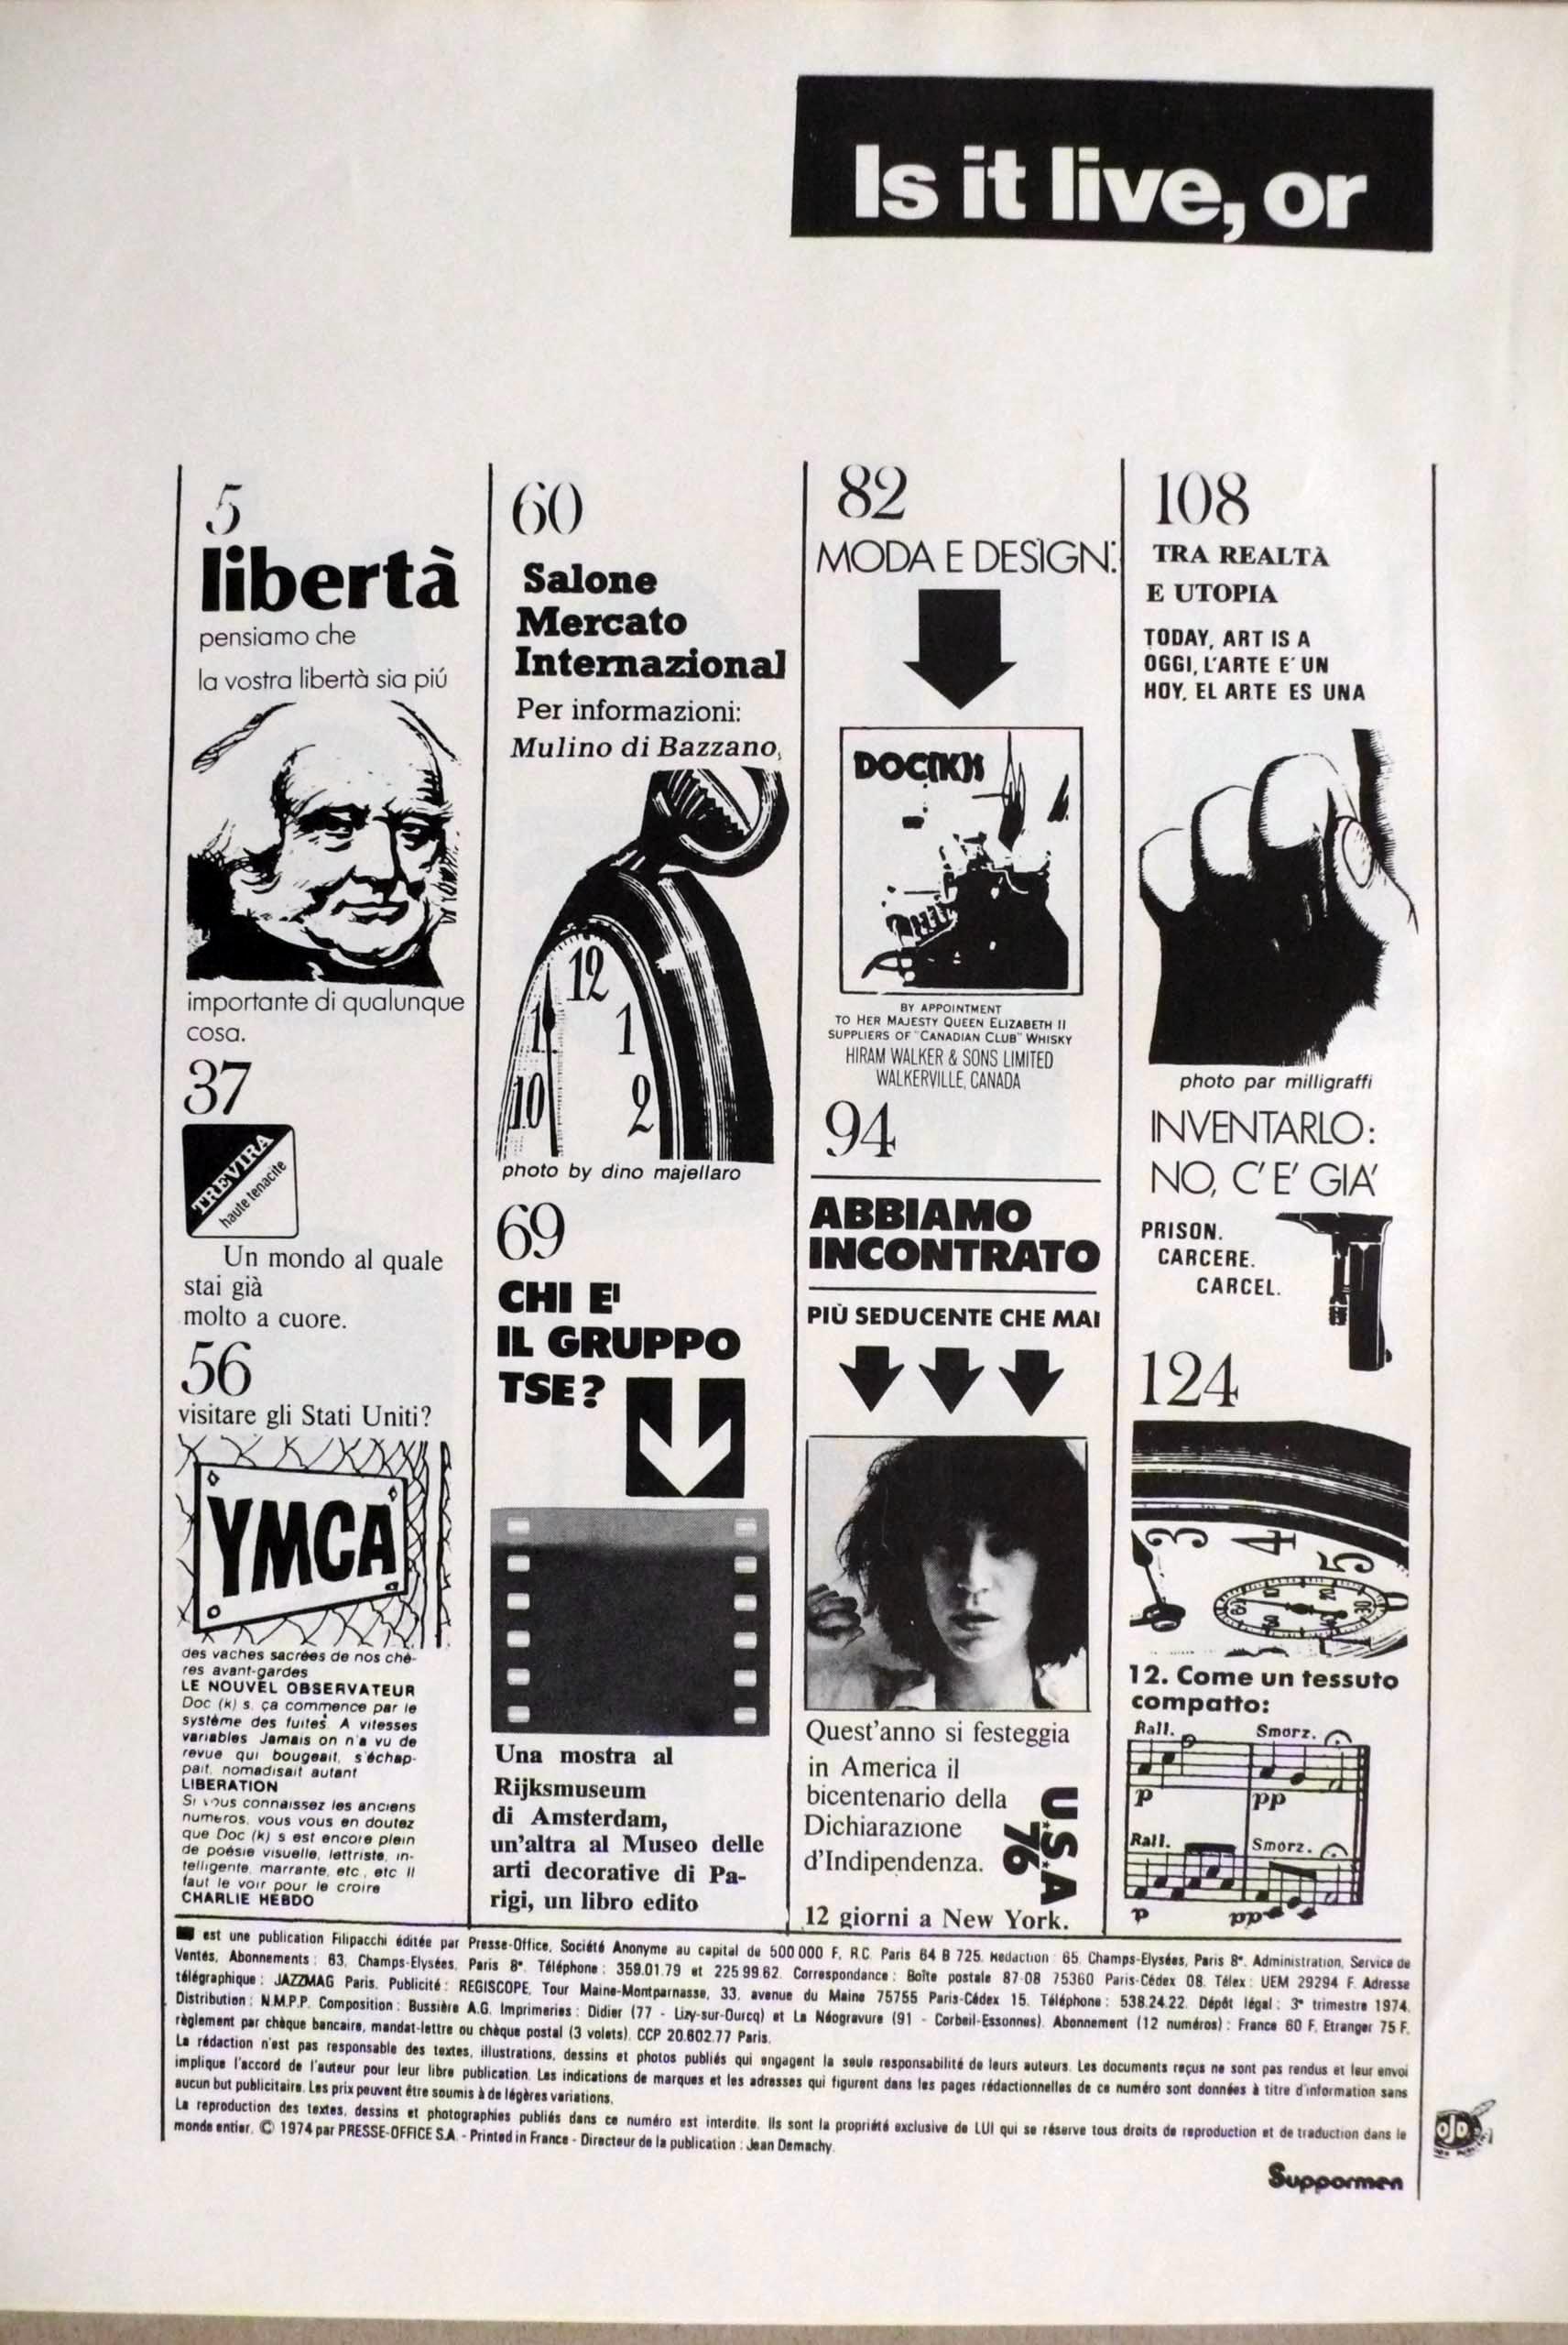 Is it live, or
5
libertà
pensiamo che
la vostra libertà sia piú
importante di qualunque
cosa.
37
TREVIRA
haute tenacite
Un mondo al quale
stai già
molto a cuore.
56
visitare gli Stati Uniti?
YMCA
des vaches sacrées de nos chè-
res avant-gardes
LE NOUVEL OBSERVATEUR
Doc (k) s, ça commence par le
système des fuites. A vitesses
variables Jamais on n'a vu de
revue qui bougeait, s'échap-
pait, nomadisait autant
LIBERATION
Si vous connaissez les anciens
numeros, vous vous en doutez
que Doc (k) s est encore plein
de poésie visuelle, lettriste, in-
telligente, marrante, etc., etc Il
faut le voir pour le croire
CHARLIE HEBDO
60
Salone
Mercato
Internazional
Per informazioni:
Mulino di Bazzano,
12
1
2
10
photo by dino majellaro
69
CHI E'
IL GRUPPO
TSE?
Una mostra al
Rijksmuseum
di Amsterdam,
un'altra al Museo delle
arti decorative di Pa-
rigi, un libro edito
82
MODA E DESIGN:
DOC(K)S
BY APPOINTMENT
TO HER MAJESTY QUEEN ELIZABETH II
SUPPLIERS OF "CANADIAN CLUB" WHISKY
HIRAM WALKER & SONS LIMITED
WALKERVILLE, CANADA
94
ABBIAMO
INCONTRATO
PIÙ SEDUCENTE CHE MAI
Quest'anno si festeggia
in America il
bicentenario della
Dichiarazione
d'Indipendenza.
U.S.A
'76
12 giorni a New York.
108
TRA REALTÀ
E UTOPIA
TODAY, ART IS A
OGGI, L'ARTE E' UN
HOY, EL ARTE ES UNA
photo par milligraffi
INVENTARLO:
NO, C'E' GIA'
PRISON.
CARCERE.
CARCEL.
124
3
4
5
12. Come un tessuto
compatto:
Rall. Smorz.
p pp
Rall. Smorz.
p pp
est une publication Filipacchi éditée par Presse-Office, Société Anonyme au capital de 500 000 F, R.C. Paris 64 B 725. Rédaction : 65, Champs-Elysées, Paris 8e. Administration, Service de
Ventes, Abonnements : 63, Champs-Elysées, Paris 8e. Téléphone : 359.01.79 et 225 99.62. Correspondance : Boîte postale 87-08 75360 Paris-Cédex 08. Télex : UEM 29294 F. Adresse
télégraphique : JAZZMAG Paris. Publicité : REGISCOPE, Tour Maine-Montparnasse, 33, avenue du Maine 75755 Paris-Cédex 15. Téléphone : 538.24.22. Dépôt légal : 3e trimestre 1974.
Distribution : N.M.P.P. Composition : Bussière A.G. Imprimeries : Didier (77 - Lizy-sur-Ourcq) et La Néogravure (91 - Corbeil-Essonnes). Abonnement (12 numéros) : France 60 F, Etranger 75 F.
règlement par chèque bancaire, mandat-lettre ou chèque postal (3 volets). CCP 20.602.77 Paris.
La rédaction n'est pas responsable des textes, illustrations, dessins et photos publiés qui engagent la seule responsabilité de leurs auteurs. Les documents reçus ne sont pas rendus et leur envoi
implique l'accord de l'auteur pour leur libre publication. Les indications de marques et les adresses qui figurent dans les pages rédactionnelles de ce numéro sont données à titre d'information sans
aucun but publicitaire. Les prix peuvent être soumis à de légères variations.
La reproduction des textes, dessins et photographies publiés dans ce numéro est interdite. Ils sont la propriété exclusive de LUI qui se réserve tous droits de reproduction et de traduction dans le
monde entier. © 1974 par PRESSE-OFFICE S.A. - Printed in France - Directeur de la publication : Jean Demachy.
ojo
Suppormen